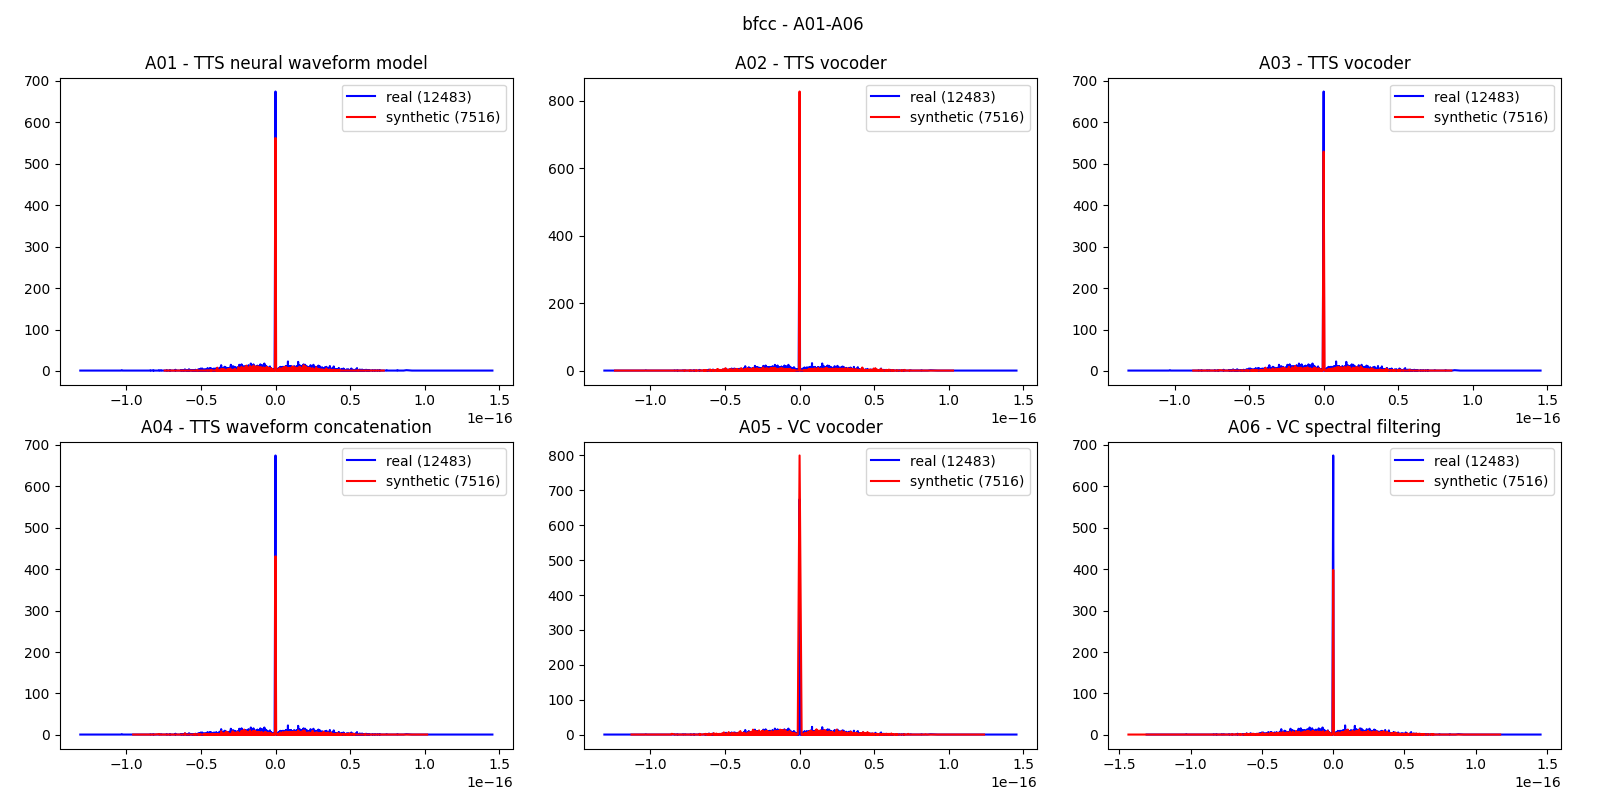 bfcc - A01-A06
A01 - TTS neural waveform model
700
600
500
400
300
200
100
0
real (12483)
synthetic (7516)
−1.0 −0.5 0.0 0.5 1.0 1.5
1e−16
A02 - TTS vocoder
800
600
400
200
0
real (12483)
synthetic (7516)
−1.0 −0.5 0.0 0.5 1.0 1.5
1e−16
A03 - TTS vocoder
700
600
500
400
300
200
100
0
real (12483)
synthetic (7516)
−1.0 −0.5 0.0 0.5 1.0 1.5
1e−16
A04 - TTS waveform concatenation
700
600
500
400
300
200
100
0
real (12483)
synthetic (7516)
−1.0 −0.5 0.0 0.5 1.0 1.5
1e−16
A05 - VC vocoder
800
700
600
500
400
300
200
100
0
real (12483)
synthetic (7516)
−1.0 −0.5 0.0 0.5 1.0 1.5
1e−16
A06 - VC spectral filtering
700
600
500
400
300
200
100
0
real (12483)
synthetic (7516)
−1.5 −1.0 −0.5 0.0 0.5 1.0 1.5
1e−16